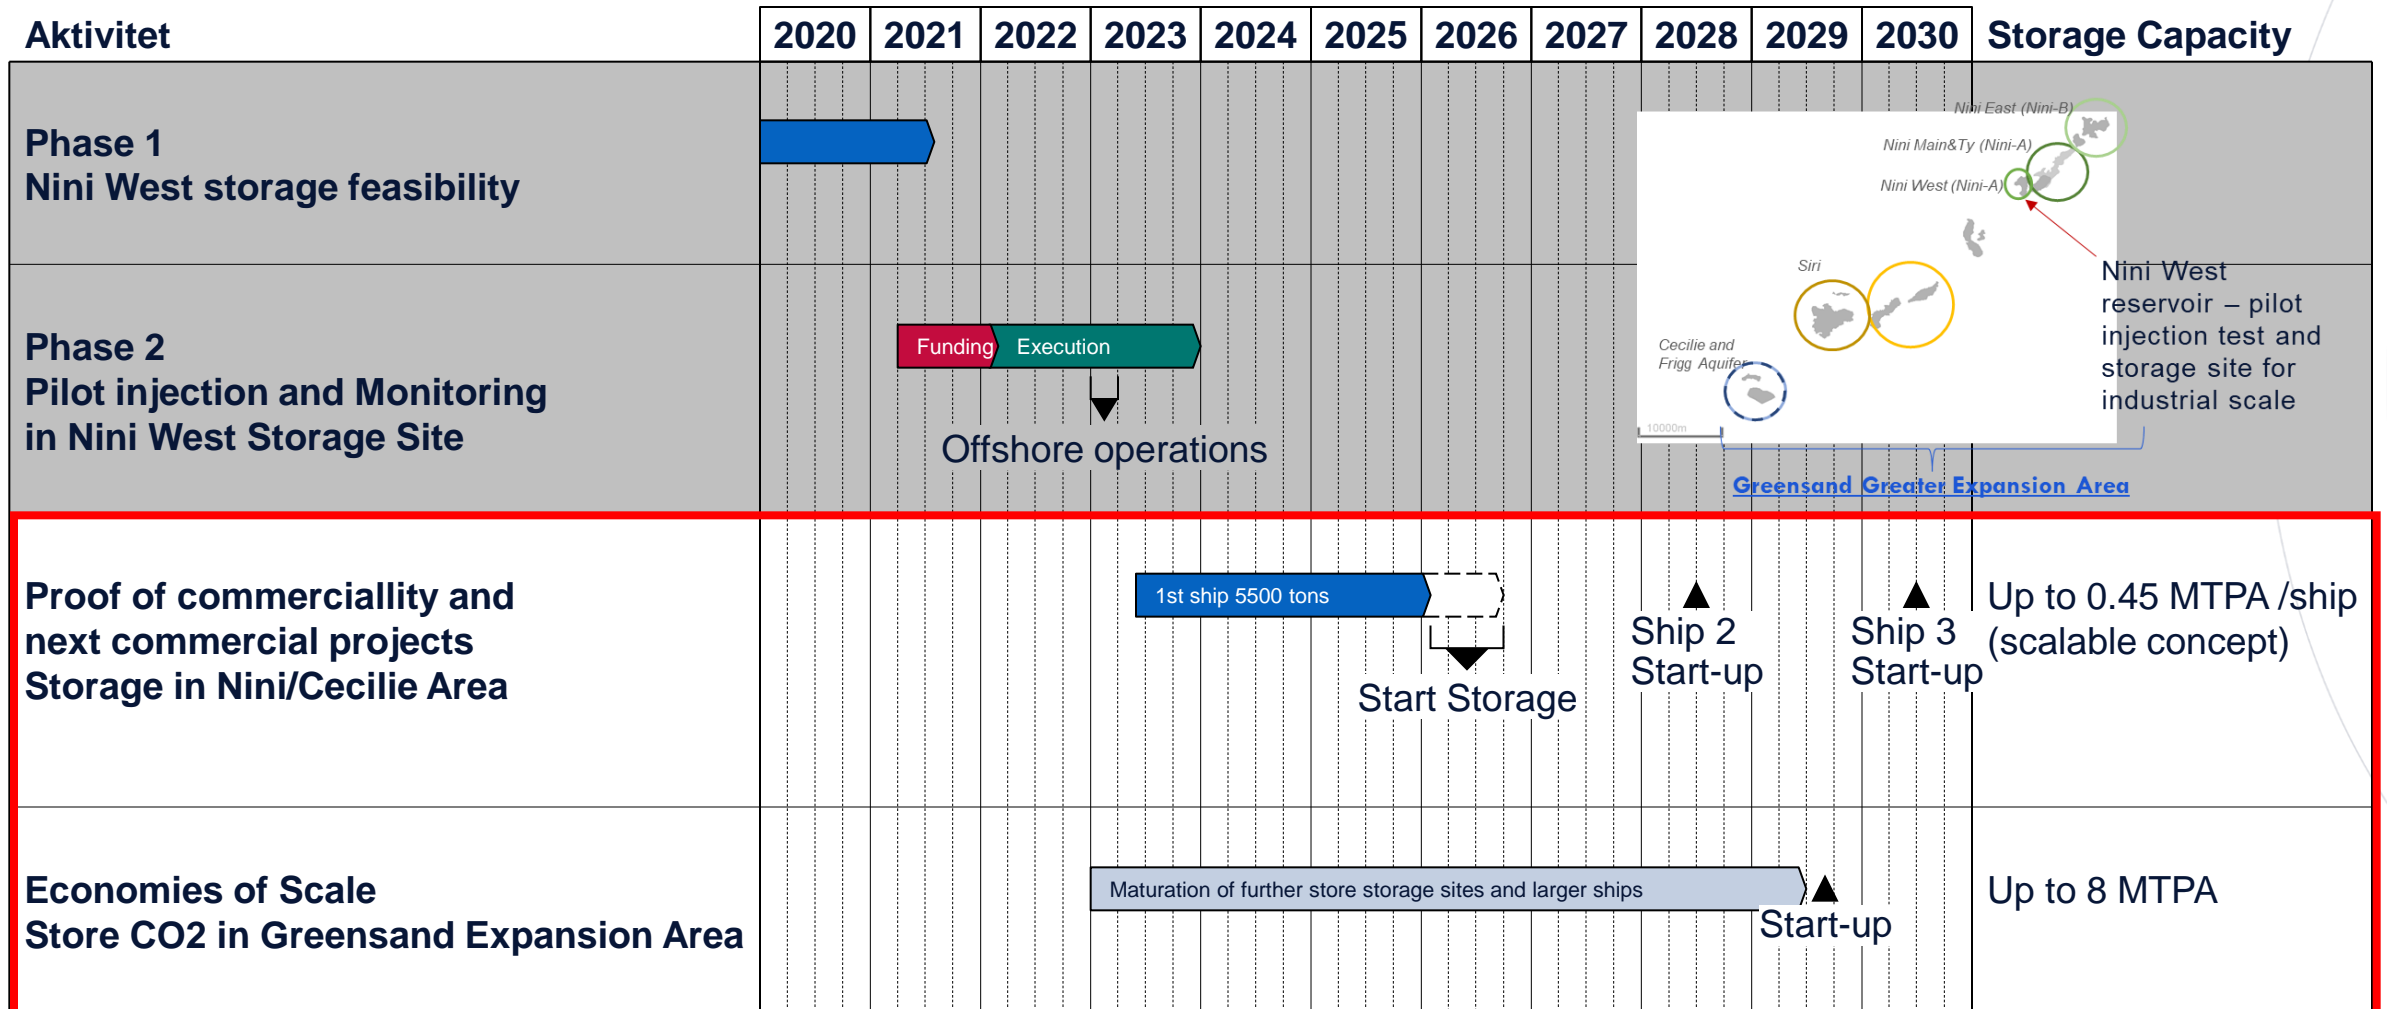 Aktivitet
2020 2021 2022 2023 2024 2025 2026 2027 2028 2029 2030
Storage Capacity
Phase 1
Nini West storage feasibility
Nini East (Nini-B)
Nini Main&Ty (Nini-A)
Nini West (Nini-A)
Siri
Cecilie and
Frigg Aquifer
10000m
Nini West
reservoir – pilot
injection test and
storage site for
industrial scale
Greensand Greater Expansion Area
Phase 2
Pilot injection and Monitoring
in Nini West Storage Site
Funding
Execution
Offshore operations
Proof of commerciallity and
next commercial projects
Storage in Nini/Cecilie Area
1st ship 5500 tons
Start Storage
Ship 2
Start-up
Ship 3
Start-up
Up to 0.45 MTPA /ship
(scalable concept)
Economies of Scale
Store CO2 in Greensand Expansion Area
Maturation of further store storage sites and larger ships
Start-up
Up to 8 MTPA